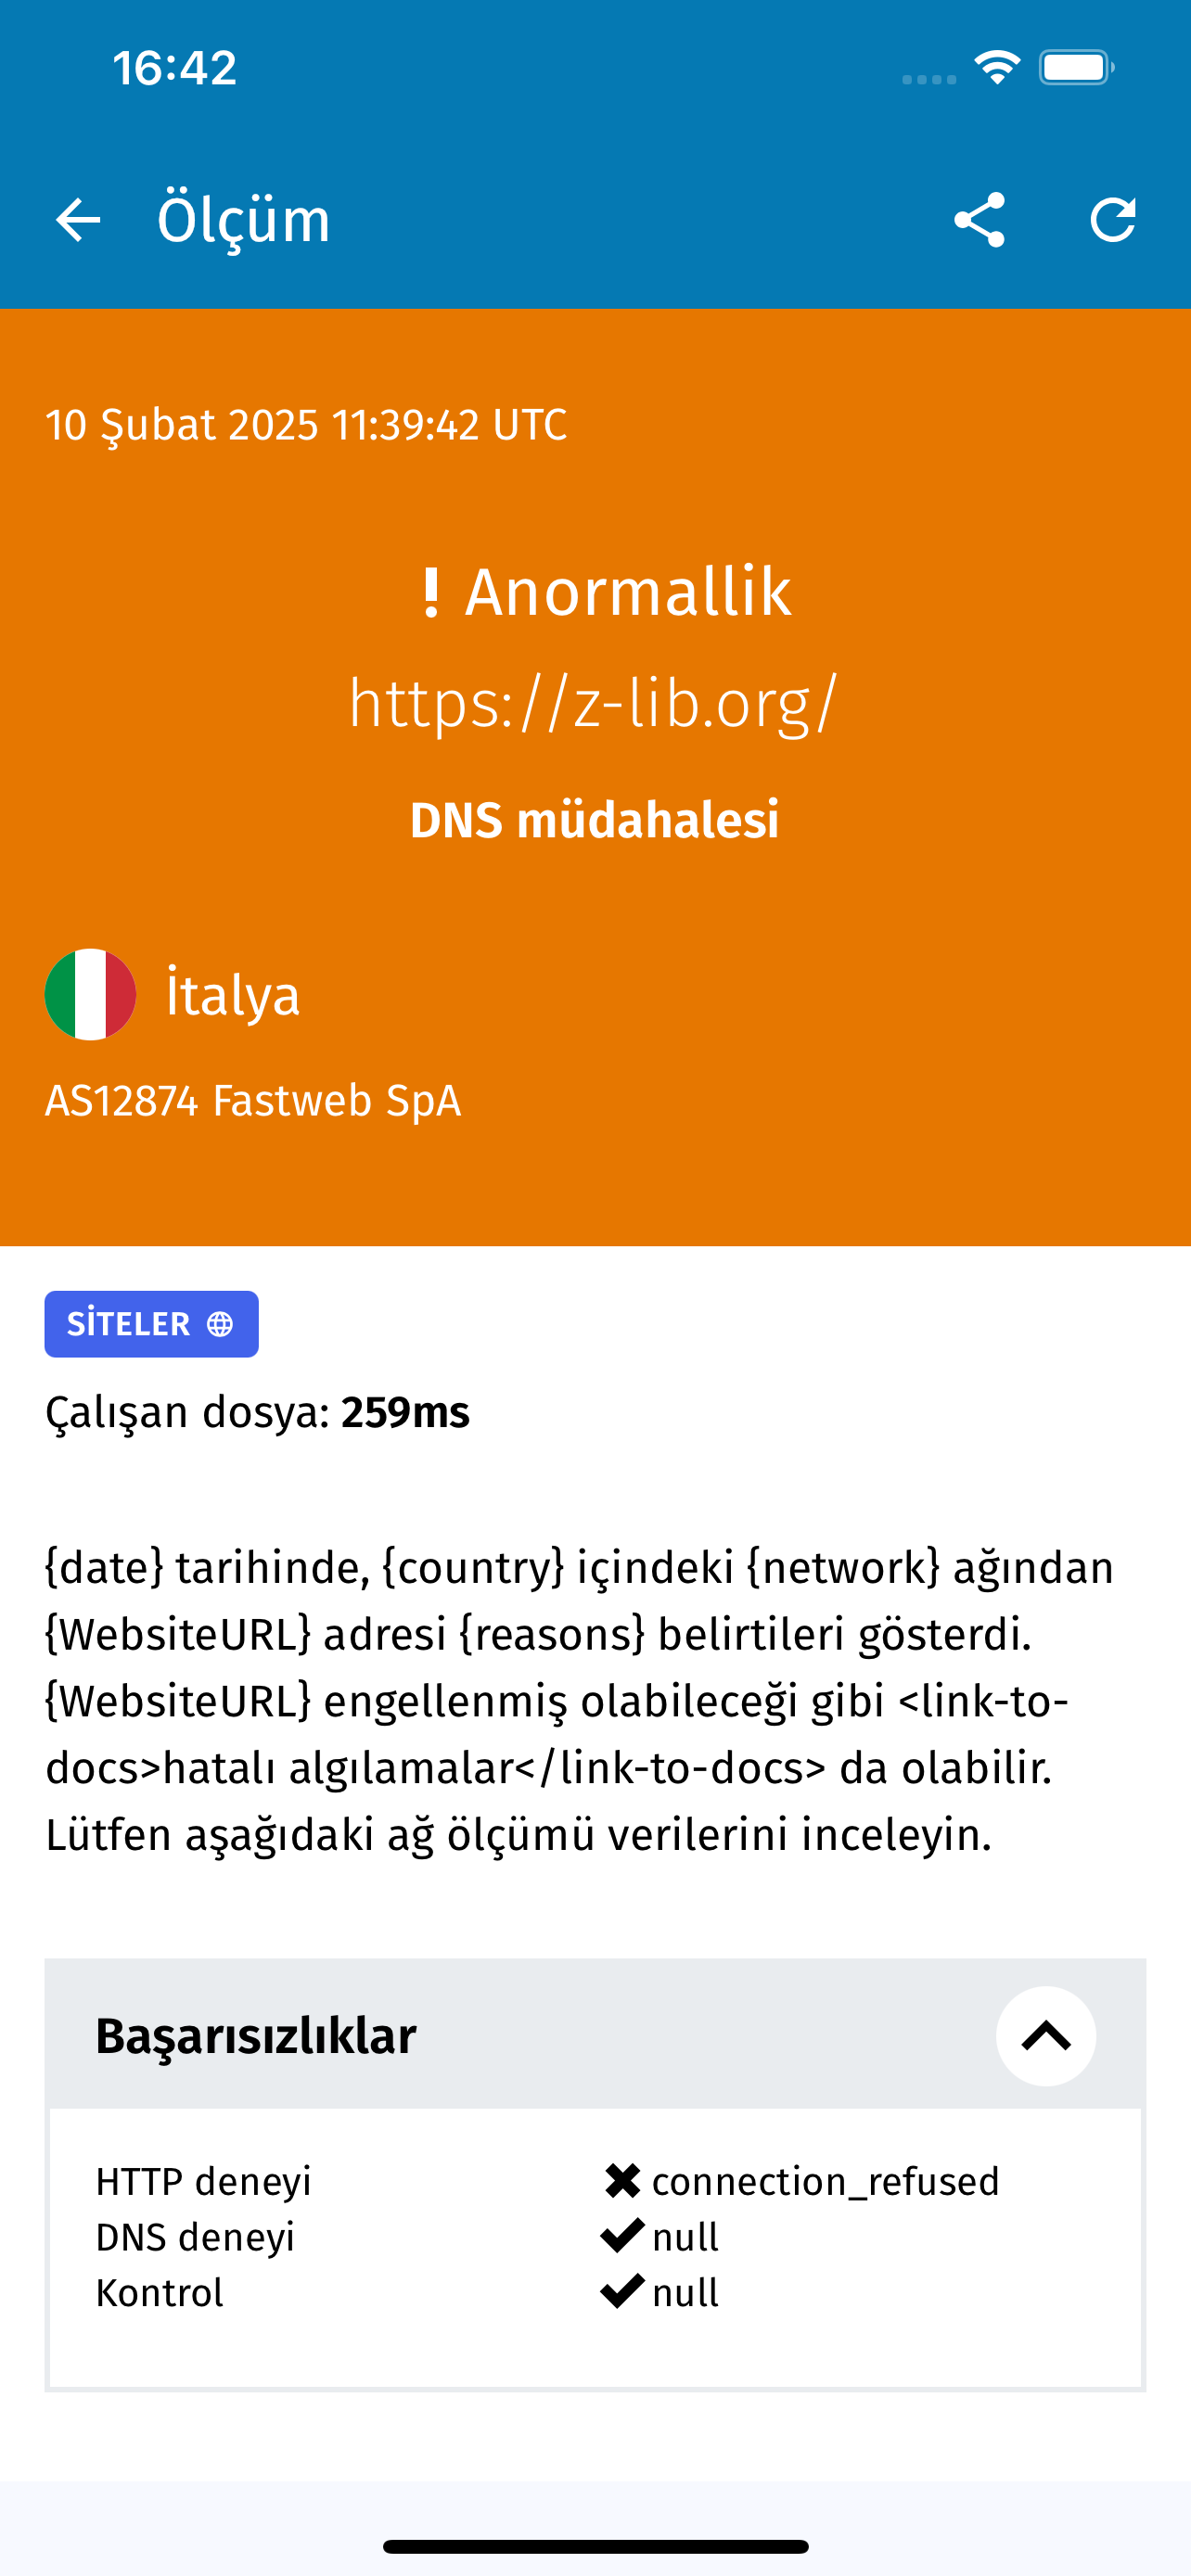 16:42
Ölçüm
10 Şubat 2025 11:39:42 UTC
! Anormallik
https://z-lib.org/
DNS müdahalesi
İtalya
AS12874 Fastweb SpA
SİTELER
Çalışan dosya: 259ms
{date} tarihinde, {country} içindeki {network} ağından
{WebsiteURL} adresi {reasons} belirtileri gösterdi.
{WebsiteURL} engellenmiş olabileceği gibi <link-to-
docs>hatalı algılamalar</link-to-docs> da olabilir.
Lütfen aşağıdaki ağ ölçümü verilerini inceleyin.
Başarısızlıklar
HTTP deneyi ✖ connection_refused
DNS deneyi ✔ null
Kontrol ✔ null